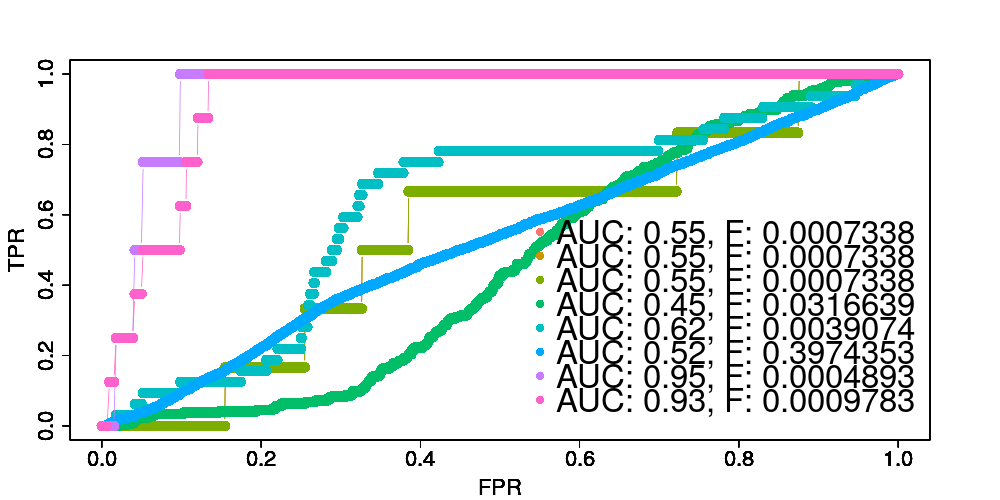 1.0
0.8
0.6
0.4
0.2
0.0
TPR
AUC: 0.55, F: 0.0007338
AUC: 0.55, F: 0.0007338
AUC: 0.55, F: 0.0007338
AUC: 0.45, F: 0.0316639
AUC: 0.62, F: 0.0039074
AUC: 0.52, F: 0.3974353
AUC: 0.95, F: 0.0004893
AUC: 0.93, F: 0.0009783
0.0 0.2 0.4 0.6 0.8 1.0
FPR